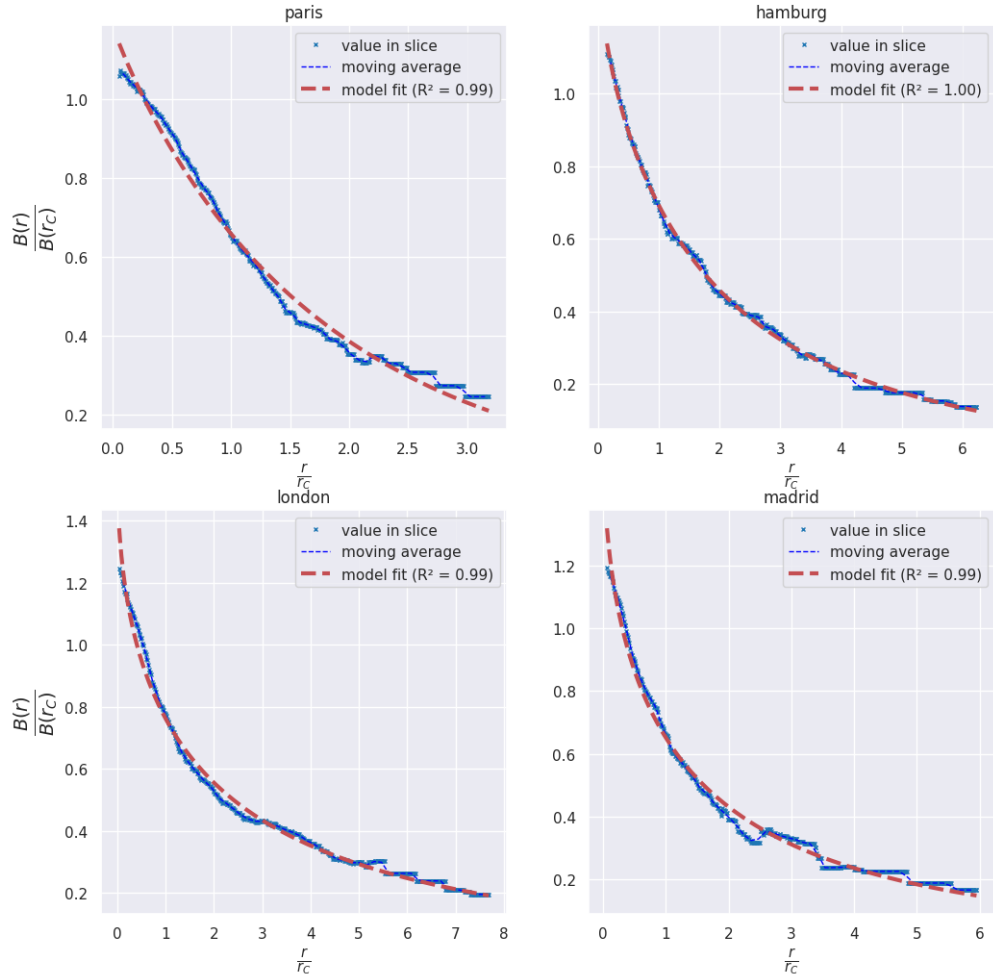 paris
1.0
0.8
0.6
0.4
0.2
B(r)
B(r_C)
0.0 0.5 1.0 1.5 2.0 2.5 3.0
r
r_C
value in slice
moving average
model fit (R² = 0.99)
hamburg
1.0
0.8
0.6
0.4
0.2
0 1 2 3 4 5 6
r
r_C
value in slice
moving average
model fit (R² = 1.00)
london
1.4
1.2
1.0
0.8
0.6
0.4
0.2
B(r)
B(r_C)
0 1 2 3 4 5 6 7 8
r
r_C
value in slice
moving average
model fit (R² = 0.99)
madrid
1.2
1.0
0.8
0.6
0.4
0.2
0 1 2 3 4 5 6
r
r_C
value in slice
moving average
model fit (R² = 0.99)